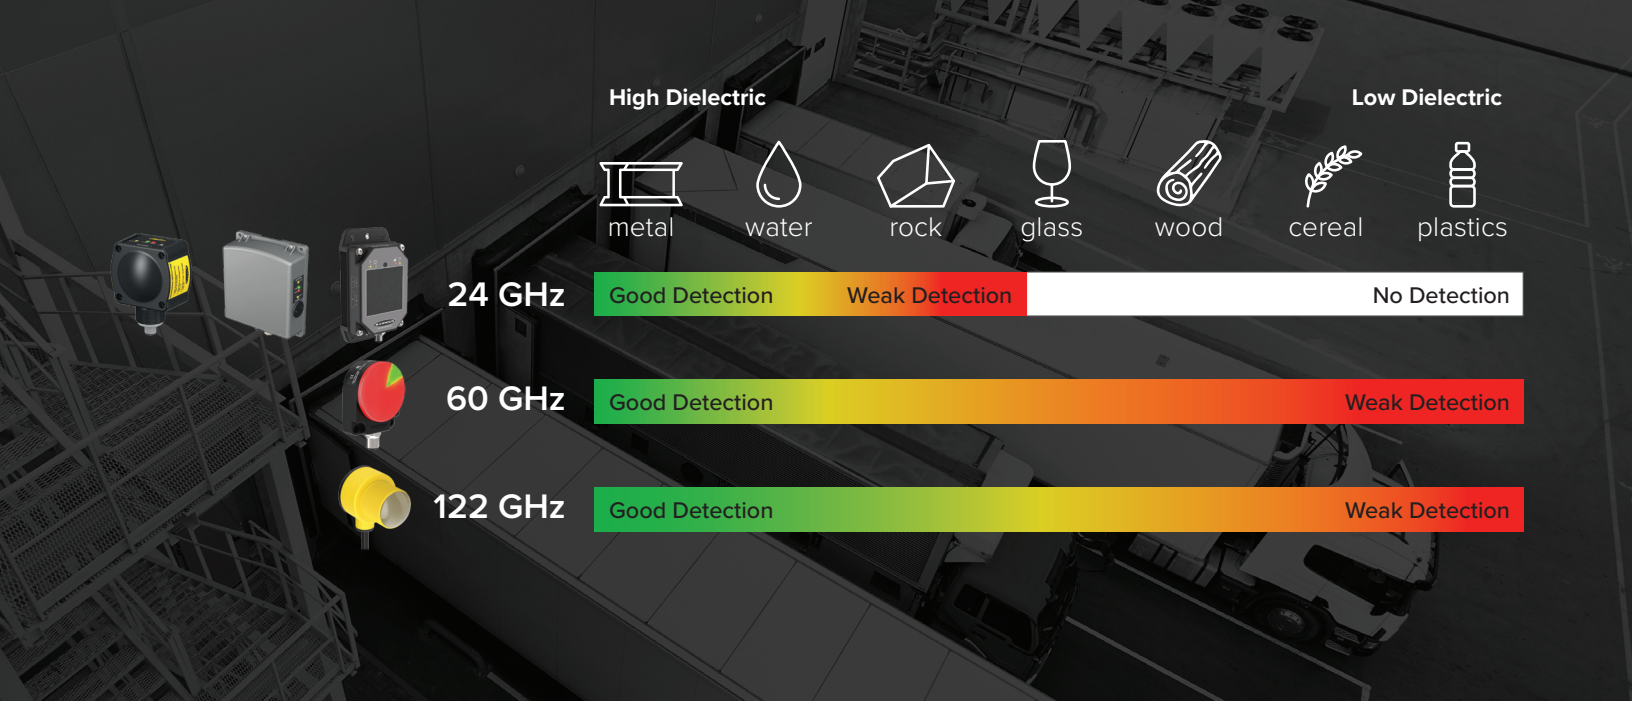 High Dielectric Low Dielectric
metal water rock glass wood cereal plastics
24 GHz Good Detection Weak Detection No Detection
60 GHz Good Detection Weak Detection
122 GHz Good Detection Weak Detection